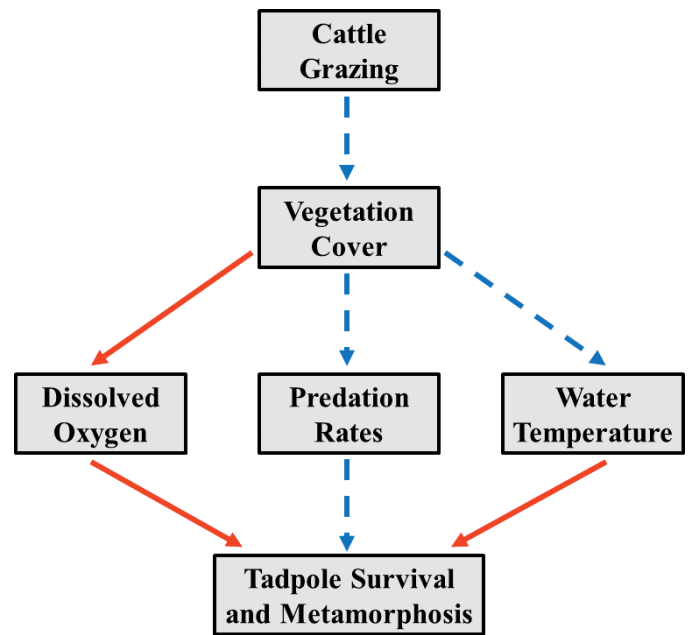 Cattle
Grazing
Vegetation
Cover
Dissolved
Oxygen
Predation
Rates
Water
Temperature
Tadpole Survival
and Metamorphosis